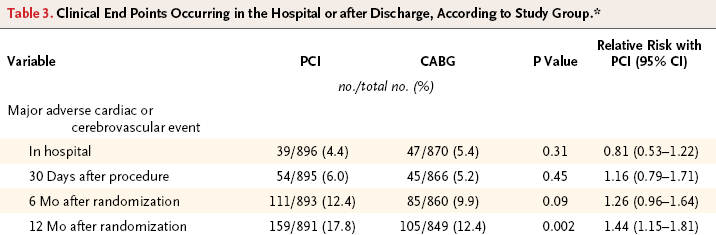 Table 3. Clinical End Points Occurring in the Hospital or after Discharge, According to Study Group.*
Variable PCI CABG P Value Relative Risk with PCI (95% CI)
no./total no. (%)
Major adverse cardiac or
cerebrovascular event
In hospital 39/896 (4.4) 47/870 (5.4) 0.31 0.81 (0.53–1.22)
30 Days after procedure 54/895 (6.0) 45/866 (5.2) 0.45 1.16 (0.79–1.71)
6 Mo after randomization 111/893 (12.4) 85/860 (9.9) 0.09 1.26 (0.96–1.64)
12 Mo after randomization 159/891 (17.8) 105/849 (12.4) 0.002 1.44 (1.15–1.81)